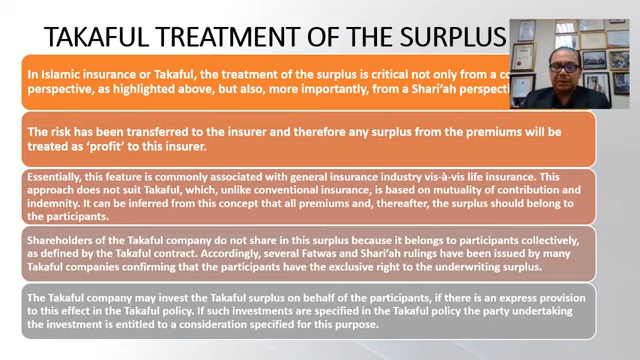 TAKAFUL TREATMENT OF THE SURPLUS
In Islamic insurance or Takaful, the treatment of the surplus is critical not only from a
perspective, as highlighted above, but also, more importantly, from a Shari'ah
The risk has been transferred to the insurer and therefore any surplus from the premiums will be
treated as 'profit' to this insurer.
Essentially, this feature is commonly associated with general insurance industry vis-à-vis life insurance. This
approach does not suit Takaful, which, unlike conventional insurance, is based on mutuality of contribution and
indemnity. It can be inferred from this concept that all premiums and, thereafter, the surplus should belong to
the participants.
Shareholders of the Takaful company do not share in this surplus because it belongs to participants collectively,
as defined by the Takaful contract. Accordingly, several Fatwas and Shari'ah rulings have been issued by many
Takaful companies confirming that the participants have the exclusive right to the underwriting surplus.
The Takaful company may invest the Takaful surplus on behalf of the participants, if there is an express provision
to this effect in the Takaful policy. If such investments are specified in the Takaful policy the party undertaking
the investment is entitled to a consideration specified for this purpose.